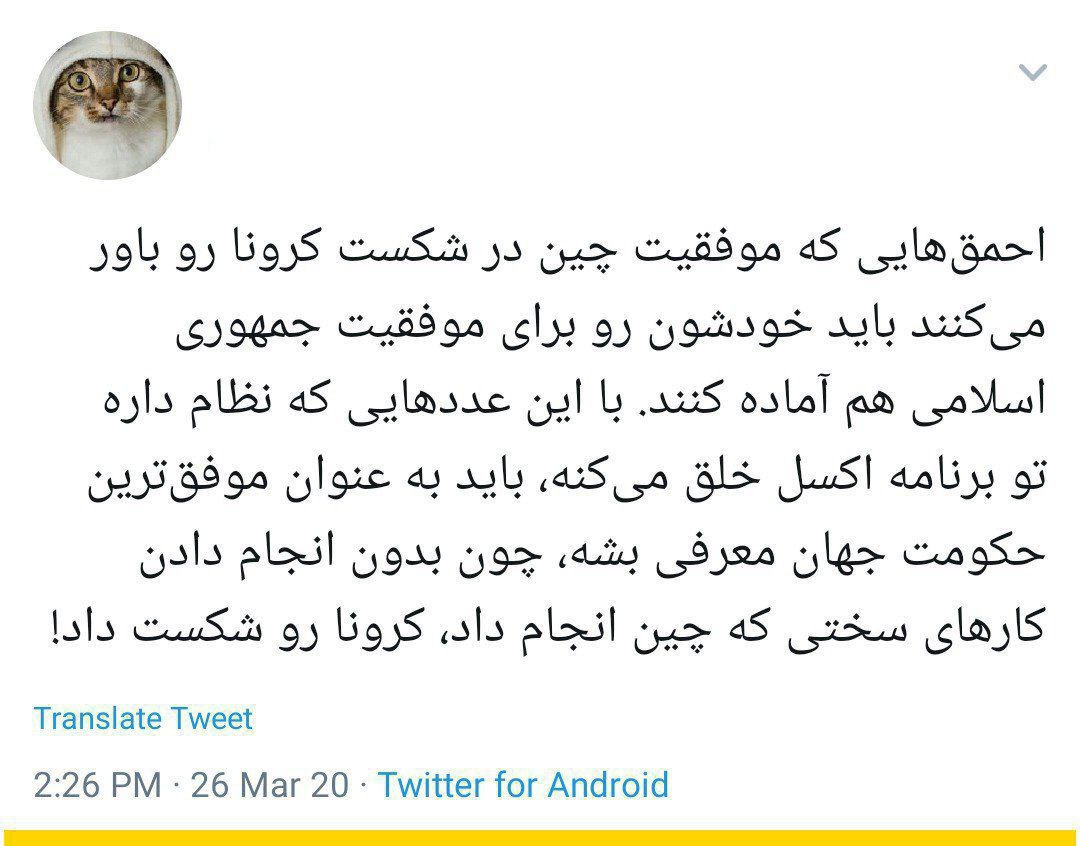 احمق‌هایی که موفقیت چین در شکست کرونا رو باور
می‌کنند باید خودشون رو برای موفقیت جمهوری
اسلامی هم آماده کنند. با این عددهایی که نظام داره
تو برنامه اکسل خلق می‌کنه، باید به عنوان موفق‌ترین
حکومت جهان معرفی بشه، چون بدون انجام دادن
کارهای سختی که چین انجام داد، کرونا رو شکست داد!
Translate Tweet
2:26 PM · 26 Mar 20 · Twitter for Android